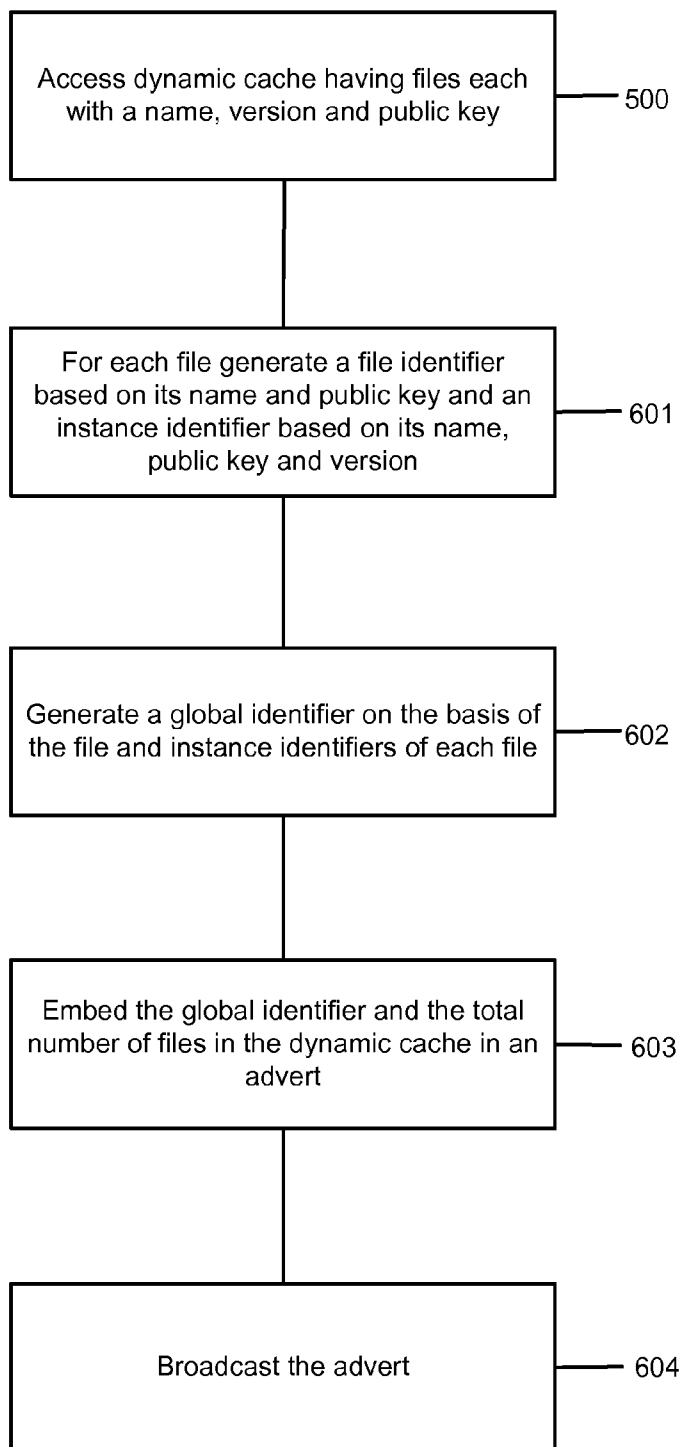 Access dynamic cache having files each
with a name, version and public key
500
For each file generate a file identifier
based on its name and public key and an
instance identifier based on its name,
public key and version
601
Generate a global identifier on the basis of
the file and instance identifiers of each file
602
Embed the global identifier and the total
number of files in the dynamic cache in an
advert
603
Broadcast the advert
604